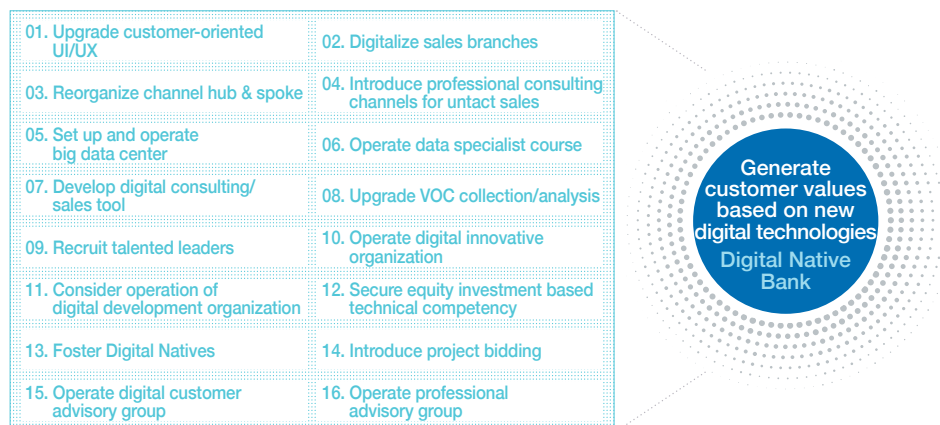 01. Upgrade customer-oriented
UI/UX
02. Digitalize sales branches
03. Reorganize channel hub & spoke
04. Introduce professional consulting
channels for untact sales
05. Set up and operate
big data center
06. Operate data specialist course
07. Develop digital consulting/
sales tool
08. Upgrade VOC collection/analysis
09. Recruit talented leaders
10. Operate digital innovative
organization
11. Consider operation of
digital development organization
12. Secure equity investment based
technical competency
13. Foster Digital Natives
14. Introduce project bidding
15. Operate digital customer
advisory group
16. Operate professional
advisory group
Generate
customer values
based on new
digital technologies
Digital Native
Bank